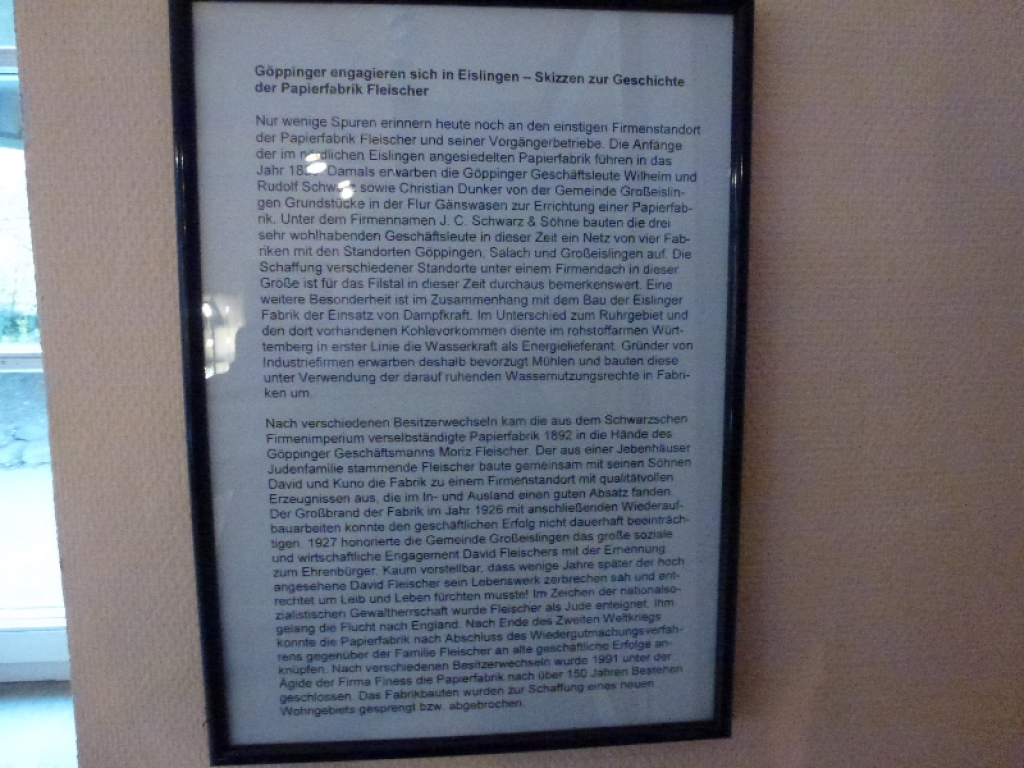 Göppinger engagieren sich in Eislingen – Skizzen zur Geschichte
der Papierfabrik Fleischer
Nur wenige Spuren erinnern heute noch an den einstigen Firmenstandort
der Papierfabrik Fleischer und seiner Vorgängerbetriebe. Die Anfänge
der im nördlichen Eislingen angesiedelten Papierfabrik führen in das
Jahr Damals erwarben die Göppinger Geschäftsleute Wilhelm und
Rudolf Schwarz sowie Christian Dunker von der Gemeinde Großeislin-
gen Grundstücke in der Flur Gänswasen zur Errichtung einer Papierfab-
rik. Unter dem Firmennamen J. C. Schwarz & Söhne bauten die drei
sehr wohlhabenden Geschäftsleute in dieser Zeit ein Netz von vier Fab-
riken mit den Standorten Göppingen, Salach und Großeislingen auf. Die
Schaffung verschiedener Standorte unter einem Firmendach in dieser
Größe ist für das Filstal in dieser Zeit durchaus bemerkenswert. Eine
weitere Besonderheit ist im Zusammenhang mit dem Bau der Eislinger
Fabrik der Einsatz von Dampfkraft. Im Unterschied zum Ruhrgebiet und
den dort vorhandenen Kohlevorkommen diente im rohstoffarmen Würt-
temberg in erster Linie die Wasserkraft als Energielieferant. Gründer von
Industriefirmen erwarben deshalb bevorzugt Mühlen und bauten diese
unter Verwendung der darauf ruhenden Wassernutzungsrechte in Fabri-
ken um.
Nach verschiedenen Besitzerwechseln kam die aus dem Schwarzschen
Firmenimperium verselbständigte Papierfabrik 1892 in die Hände des
Göppinger Geschäftsmanns Moriz Fleischer. Der aus einer Jebenhäuser
Judenfamilie stammende Fleischer baute gemeinsam mit seinen Söhnen
David und Kuno die Fabrik zu einem Firmenstandort mit qualitätvollen
Erzeugnissen aus, die im In- und Ausland einen guten Absatz fanden.
Der Großbrand der Fabrik im Jahr 1926 mit anschließenden Wiederauf-
bauarbeiten konnte den geschäftlichen Erfolg nicht dauerhaft beeinträch-
tigen. 1927 honorierte die Gemeinde Großeislingen das große soziale
und wirtschaftliche Engagement David Fleischers mit der Ernennung
zum Ehrenbürger. Kaum vorstellbar, dass wenige Jahre später der hoch
angesehene David Fleischer sein Lebenswerk zerbrechen sah und ent-
rechtet um Leib und Leben fürchten musste! Im Zeichen der nationalso-
zialistischen Gewaltherrschaft wurde Fleischer als Jude enteignet. Ihm
gelang die Flucht nach England. Nach Ende des Zweiten Weltkriegs
konnte die Papierfabrik nach Abschluss des Wiedergutmachungsverfah-
rens gegenüber der Familie Fleischer an alte geschäftliche Erfolge an-
knüpfen. Nach verschiedenen Besitzerwechseln wurde 1991 unter der
Ägide der Firma Finess die Papierfabrik nach über 150 Jahren Bestehen
geschlossen. Das Fabrikbauten wurden zur Schaffung eines neuen
Wohngebiets gesprengt bzw. abgebrochen.